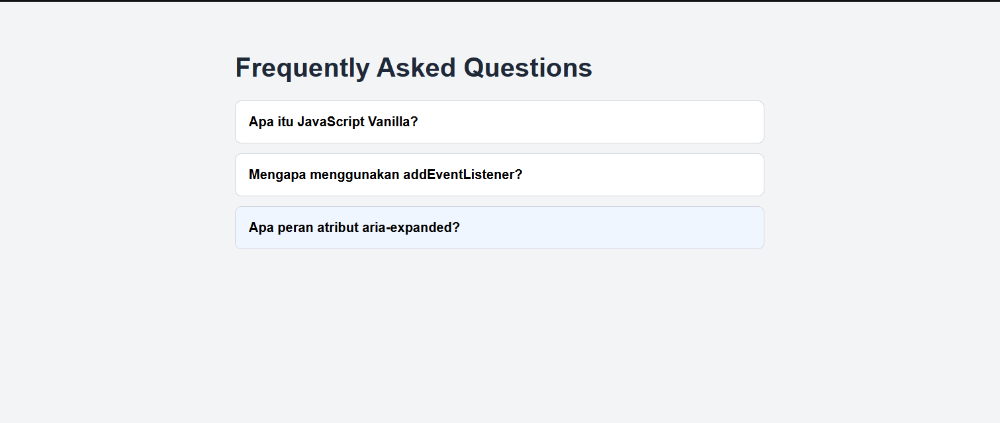 Frequently Asked Questions
Apa itu JavaScript Vanilla?
Mengapa menggunakan addEventListener?
Apa peran atribut aria-expanded?